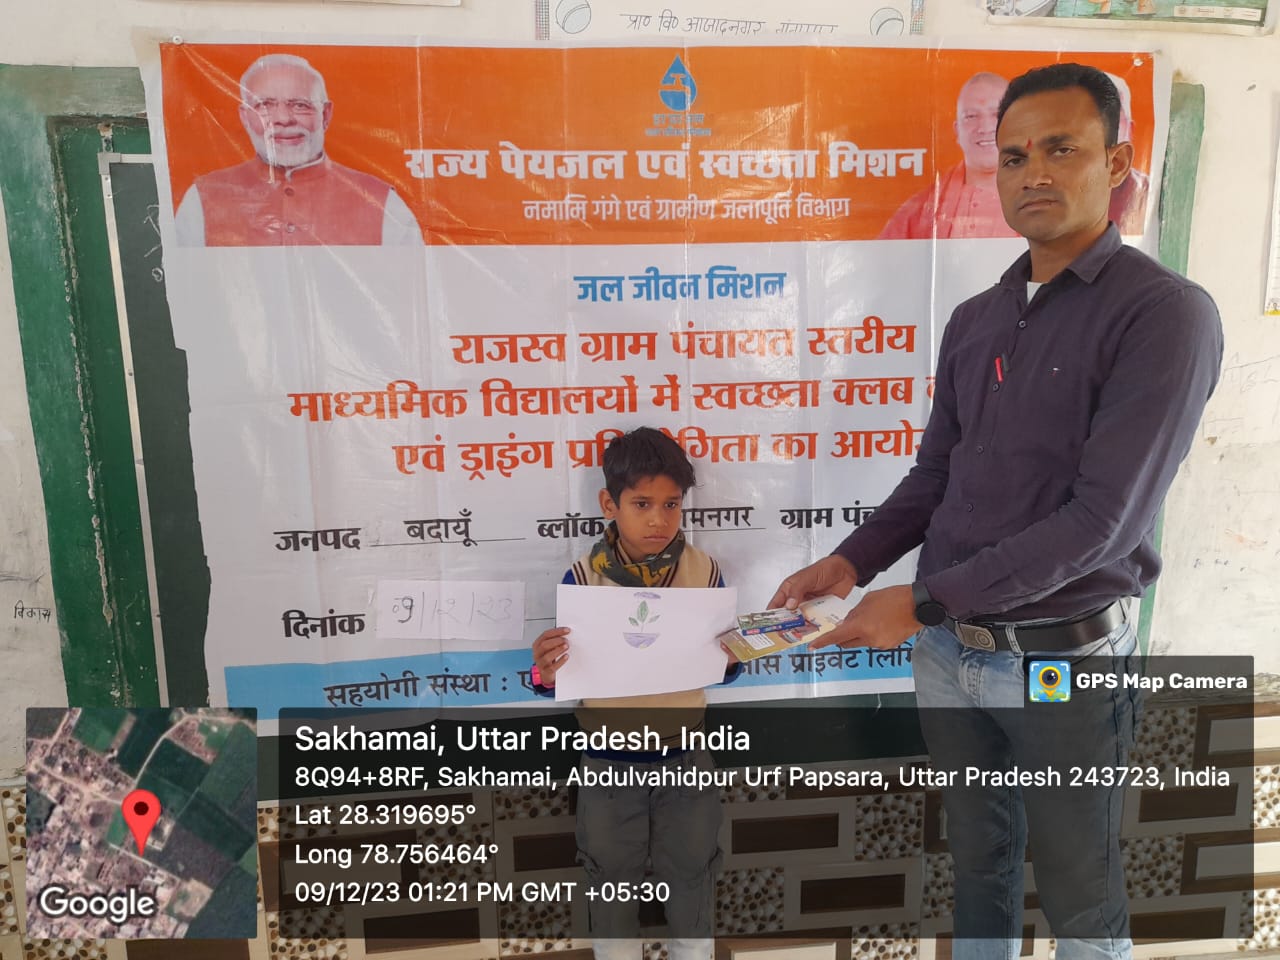 प्रा० वि० आजादनगर
राज्य पेयजल एवं स्वच्छता मिशन
नमामि गंगे एवं ग्रामीण जलापूर्ति विभाग
जल जीवन मिशन
राजस्व ग्राम पंचायत स्तरीय
माध्यमिक विद्यालयों में स्वच्छता क्लब
एवं ड्राइंग का
जनपद बदायूँ ब्लॉक ग्राम
दिनांक 09/12/23
सहयोगी संस्था : प्राइवेट
विकास
GPS Map Camera
Sakhamai, Uttar Pradesh, India
8Q94+8RF, Sakhamai, Abdulvahidpur Urf Papsara, Uttar Pradesh 243723, India
Lat 28.319695°
Long 78.756464°
09/12/23 01:21 PM GMT +05:30
Google